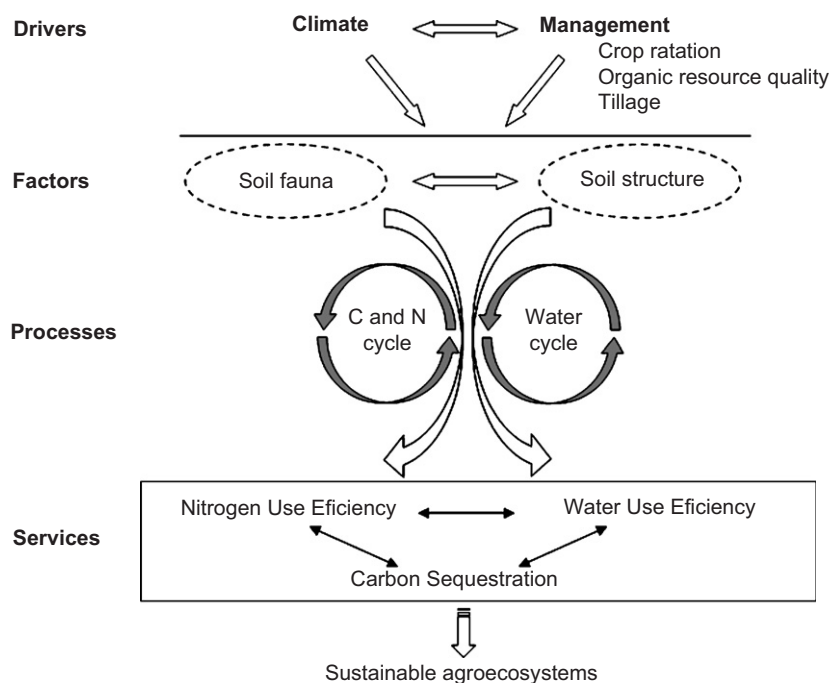 Drivers
Climate
Management
Crop ratation
Organic resource quality
Tillage
Factors
Soil fauna
Soil structure
Processes
C and N
cycle
Water
cycle
Services
Nitrogen Use Eficiency
Water Use Eficiency
Carbon Sequestration
Sustainable agroecosystems